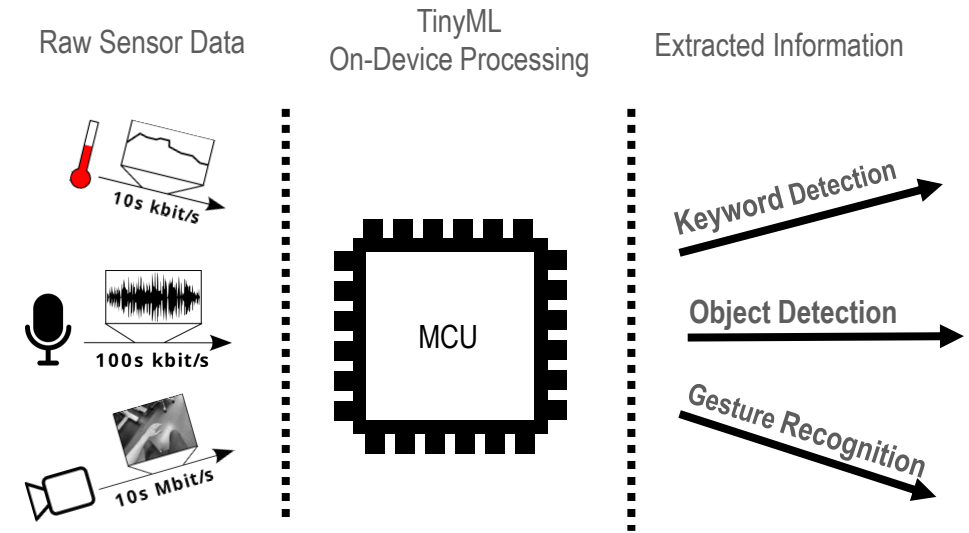 Raw Sensor Data
TinyML
On-Device Processing
Extracted Information
10s kbit/s
100s kbit/s
10s Mbit/s
MCU
Keyword Detection
Object Detection
Gesture Recognition